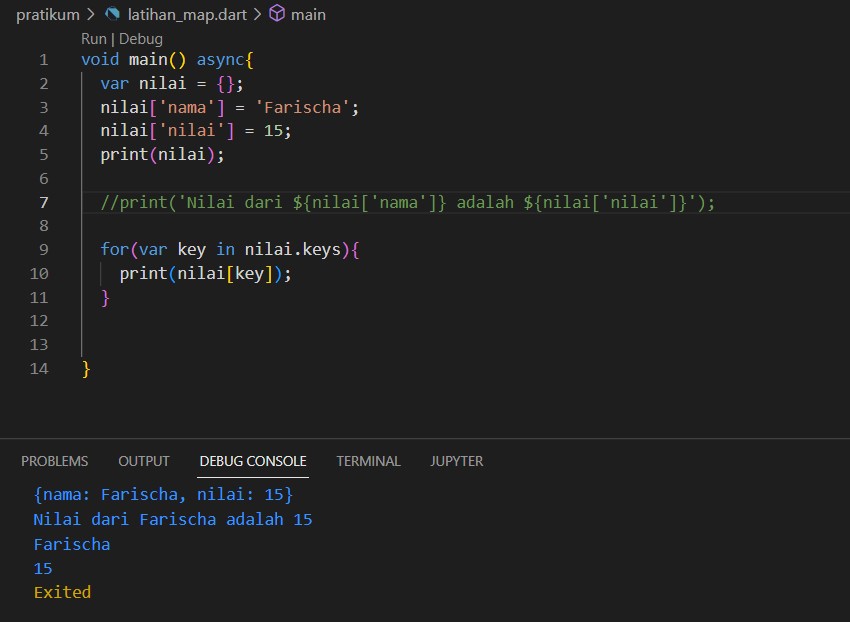 pratikum > latihan_map.dart > main
Run | Debug
1 void main() async{
2   var nilai = {};
3   nilai['nama'] = 'Farischa';
4   nilai['nilai'] = 15;
5   print(nilai);
6
7   //print('Nilai dari ${nilai['nama']} adalah ${nilai['nilai']}');
8
9   for(var key in nilai.keys){
10     print(nilai[key]);
11   }
12
13
14 }
PROBLEMS OUTPUT DEBUG CONSOLE TERMINAL JUPYTER
{nama: Farischa, nilai: 15}
Nilai dari Farischa adalah 15
Farischa
15
Exited